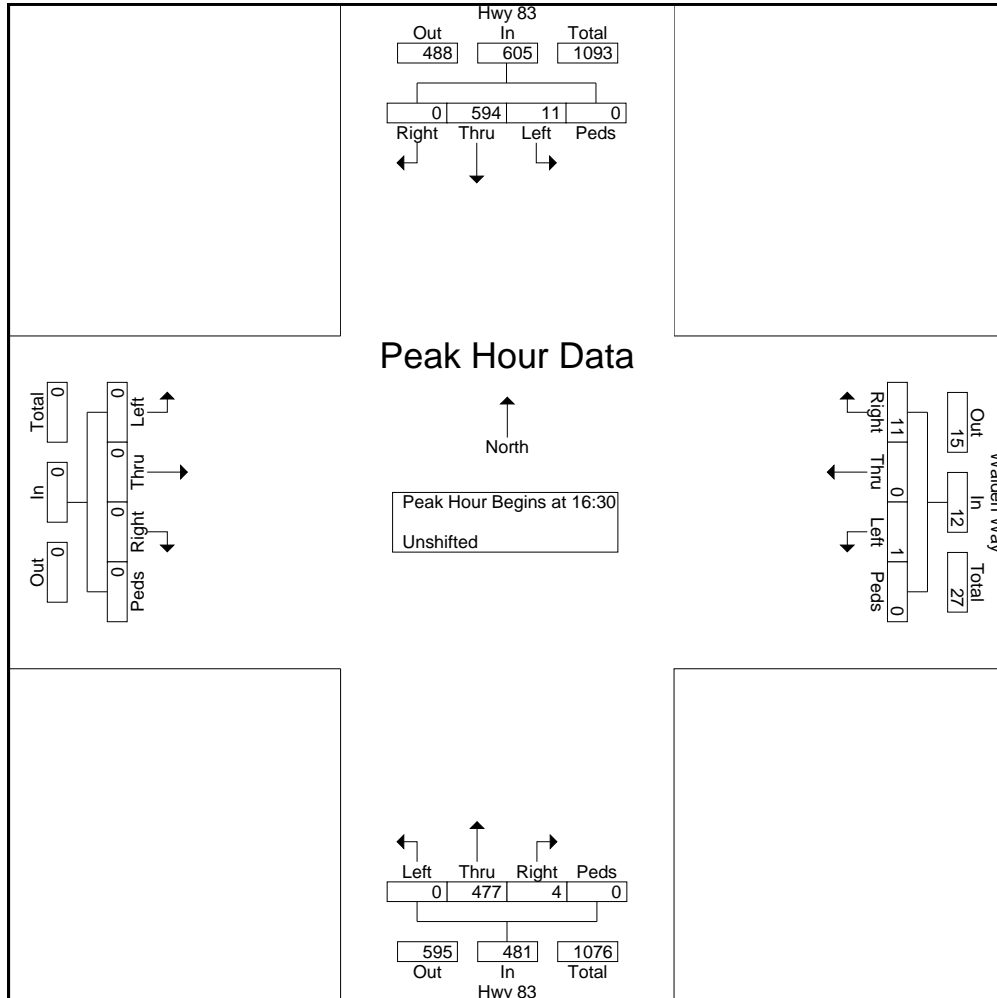 Hwy 83
Out In Total
488 605 1093
0 594 11 0
Right Thru Left Peds
Peak Hour Data
North
Peak Hour Begins at 16:30
Unshifted
Total In Out
0 0 0
0 0 0 0
Left Thru Right Peds
Walden Way
Out In Total
15 12 27
11 0 1 0
Right Thru Left Peds
Left Thru Right Peds
0 477 4 0
595 481 1076
Out In Total
Hwy 83